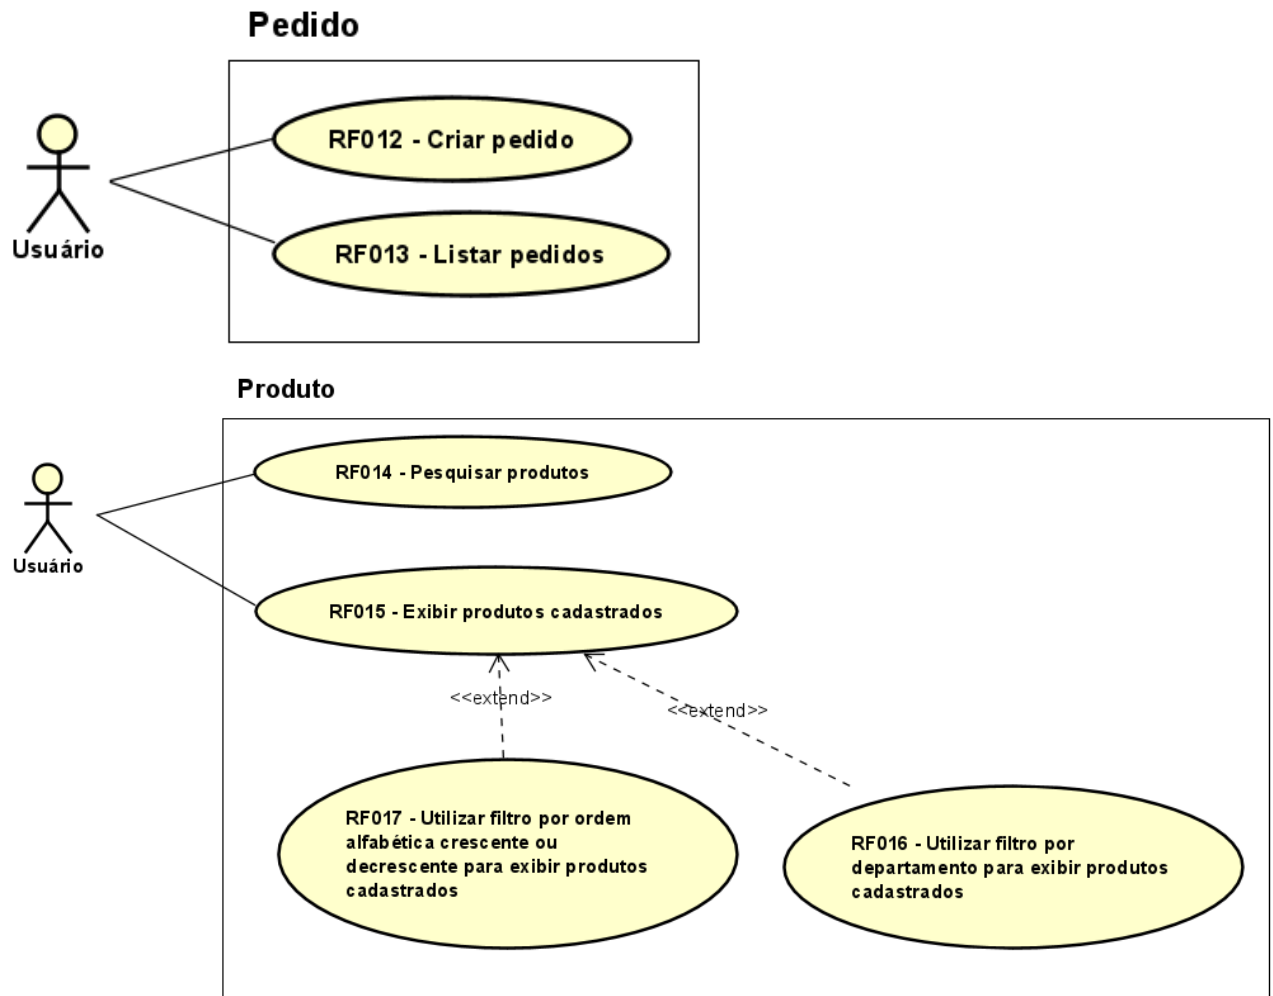 Pedido
RF012 - Criar pedido
Usuário
RF013 - Listar pedidos
Produto
RF014 - Pesquisar produtos
Usuário
RF015 - Exibir produtos cadastrados
<<extend>>
<<extend>>
RF017 - Utilizar filtro por ordem
alfabética crescente ou
decrescente para exibir produtos
cadastrados
RF016 - Utilizar filtro por
departamento para exibir produtos
cadastrados